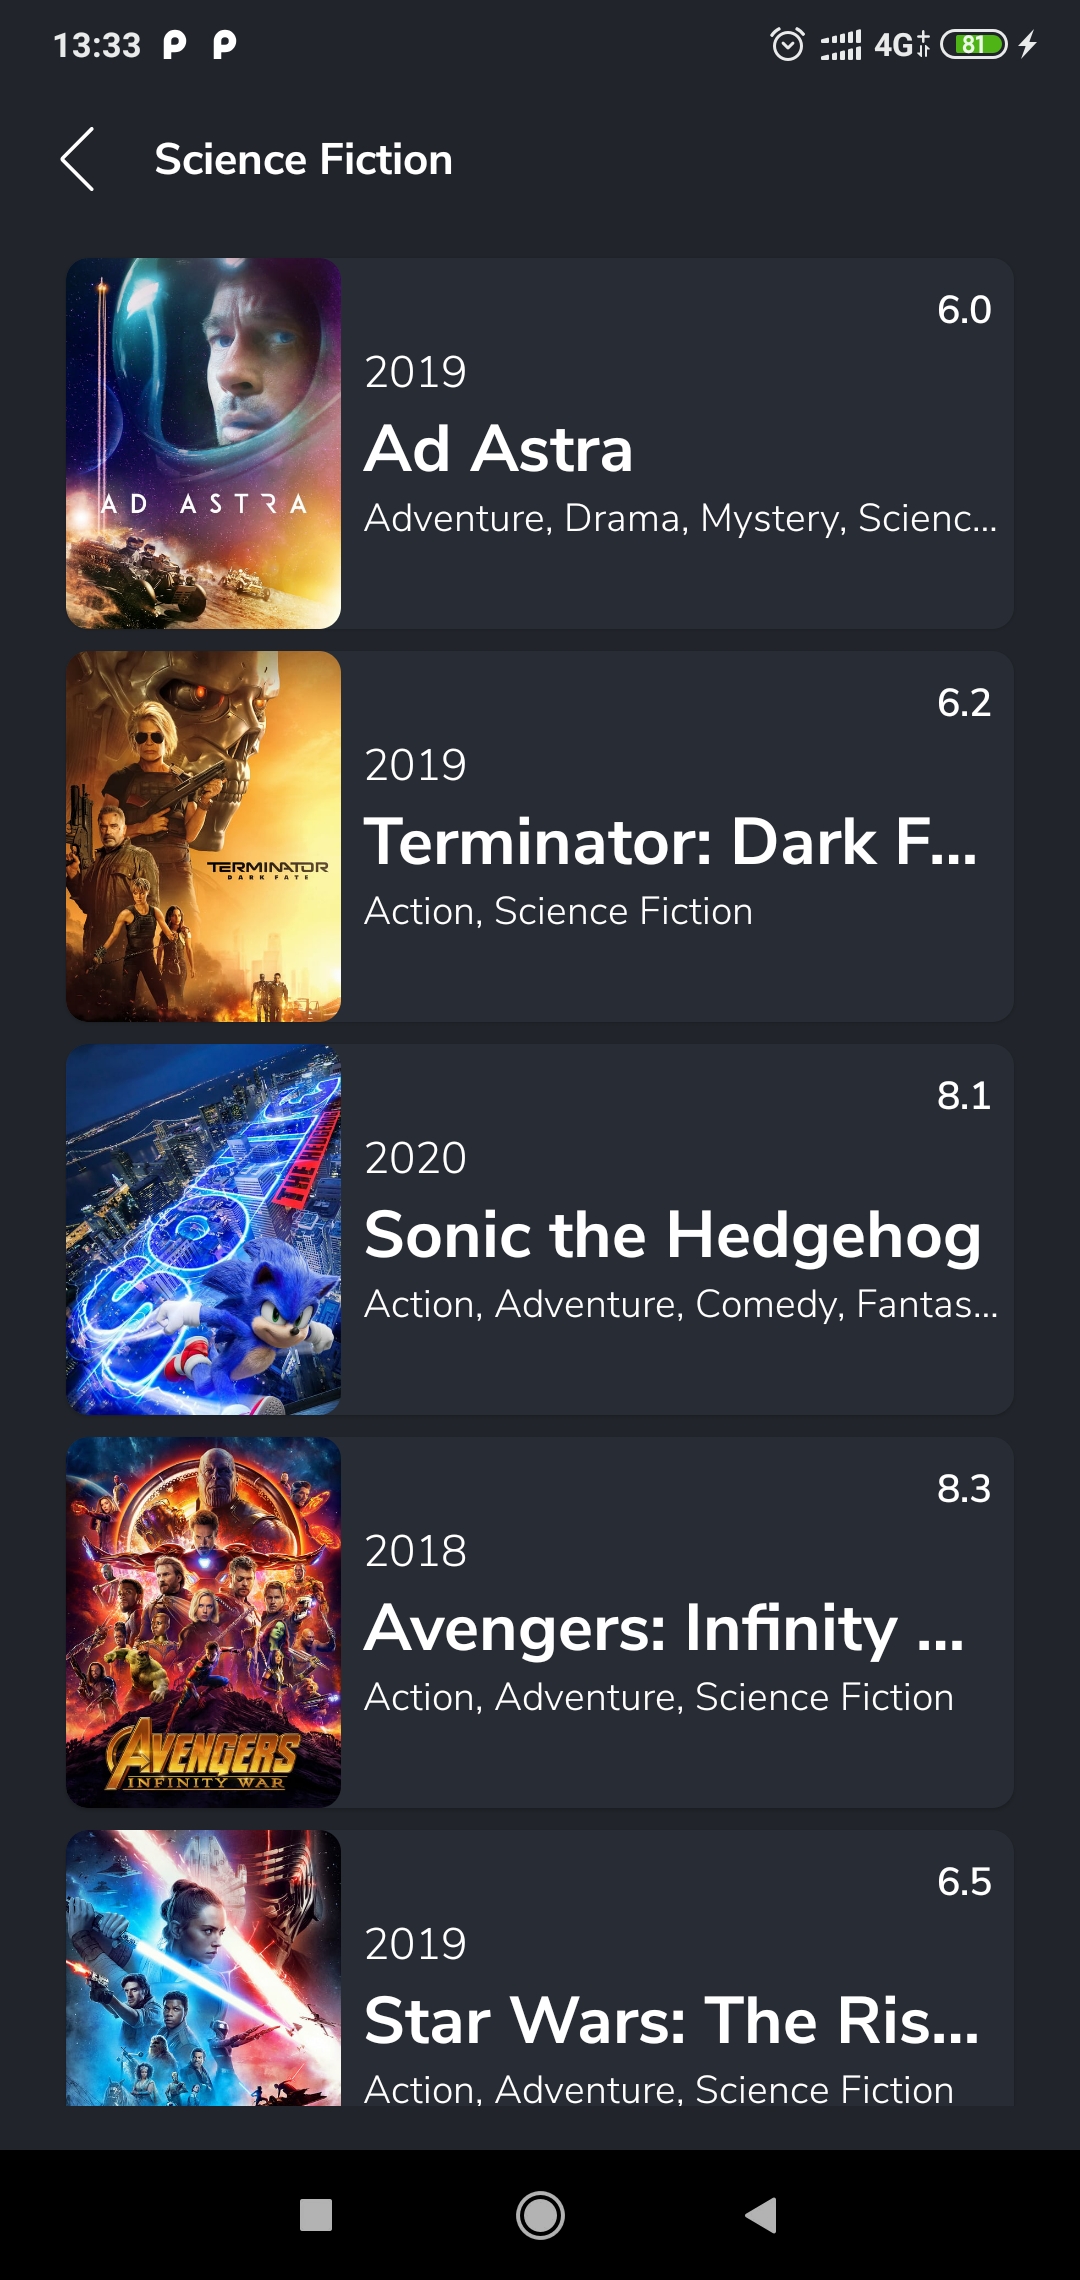 13:33 4G 81
Science Fiction
6.0
2019
Ad Astra
Adventure, Drama, Mystery, Scienc...
AD ASTRA
6.2
2019
Terminator: Dark F...
Action, Science Fiction
TERMINATOR
DARK FATE
8.1
2020
Sonic the Hedgehog
Action, Adventure, Comedy, Fantas...
SONIC
THE HEDGEHOG
8.3
2018
Avengers: Infinity ...
Action, Adventure, Science Fiction
AVENGERS
INFINITY WAR
6.5
2019
Star Wars: The Ris...
Action, Adventure, Science Fiction